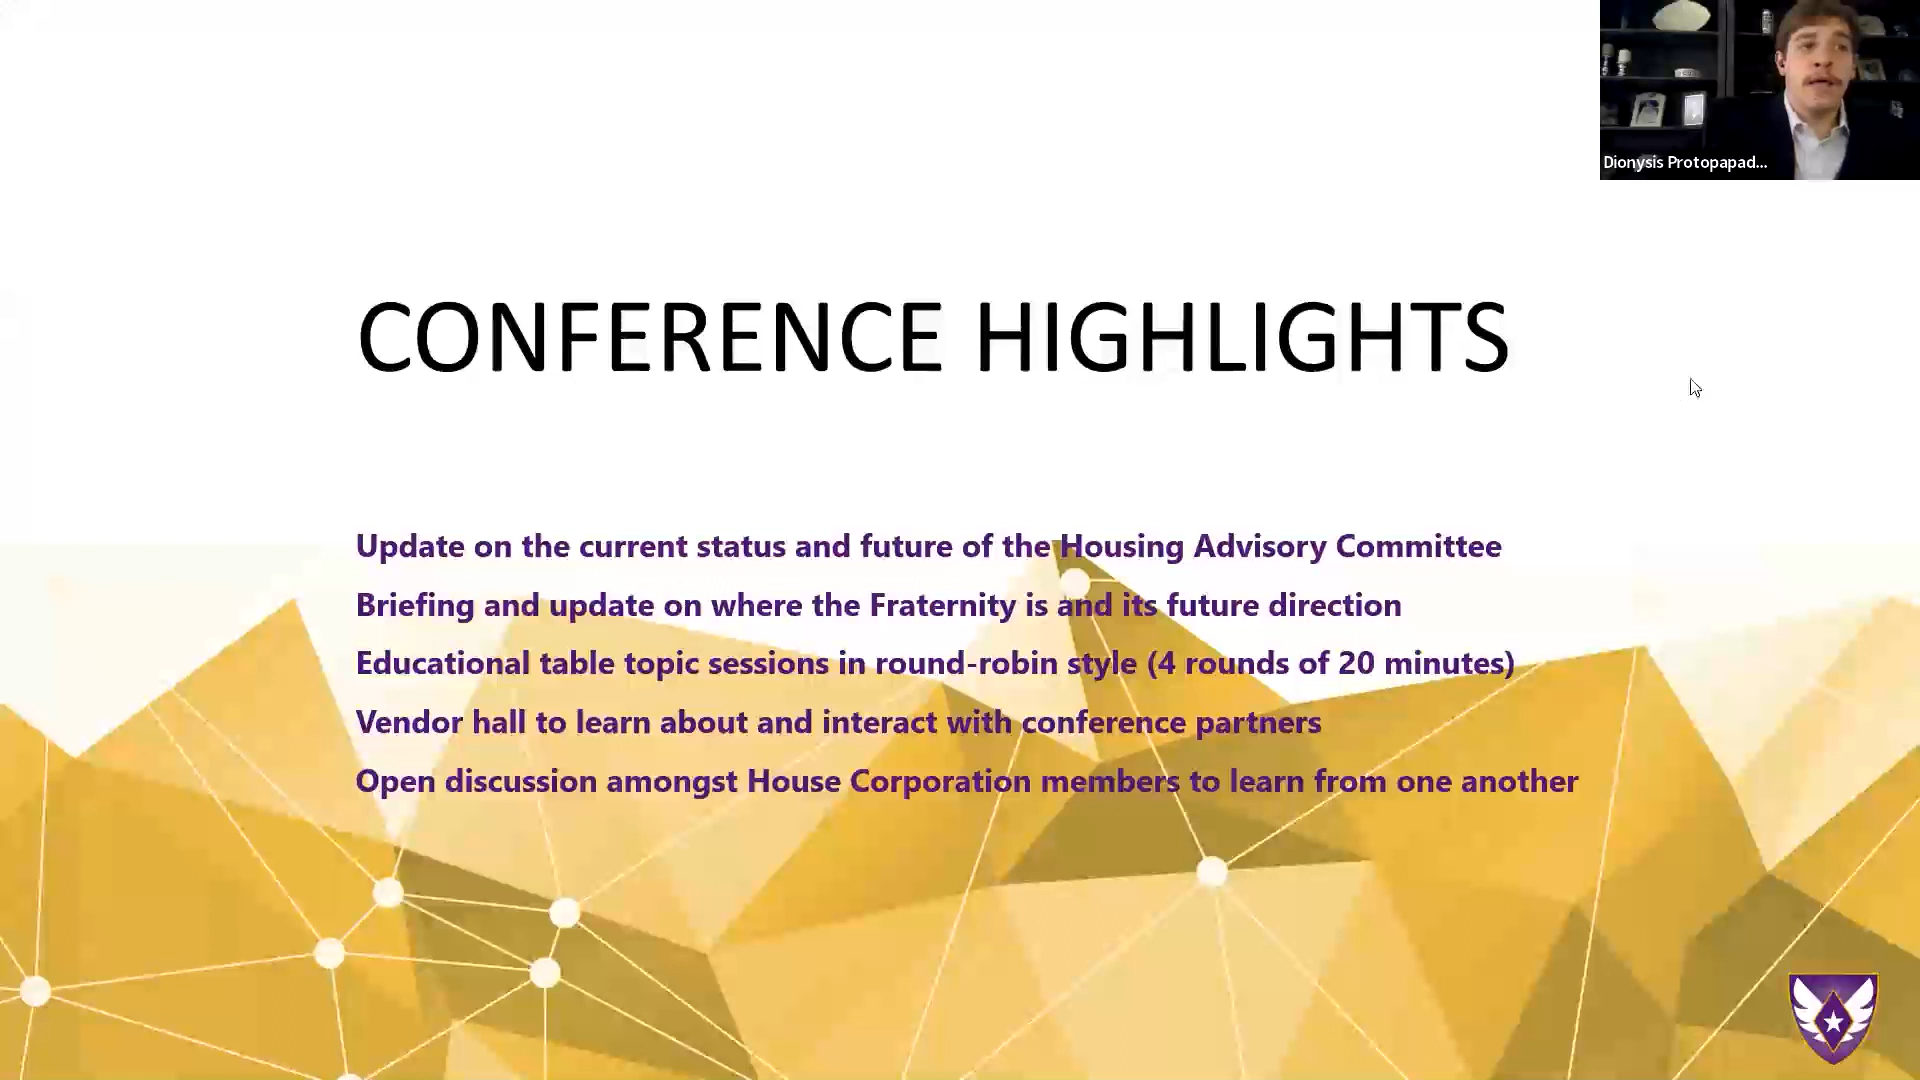 Dionysis Protopapad...
CONFERENCE HIGHLIGHTS
Update on the current status and future of the Housing Advisory Committee
Briefing and update on where the Fraternity is and its future direction
Educational table topic sessions in round-robin style (4 rounds of 20 minutes)
Vendor hall to learn about and interact with conference partners
Open discussion amongst House Corporation members to learn from one another